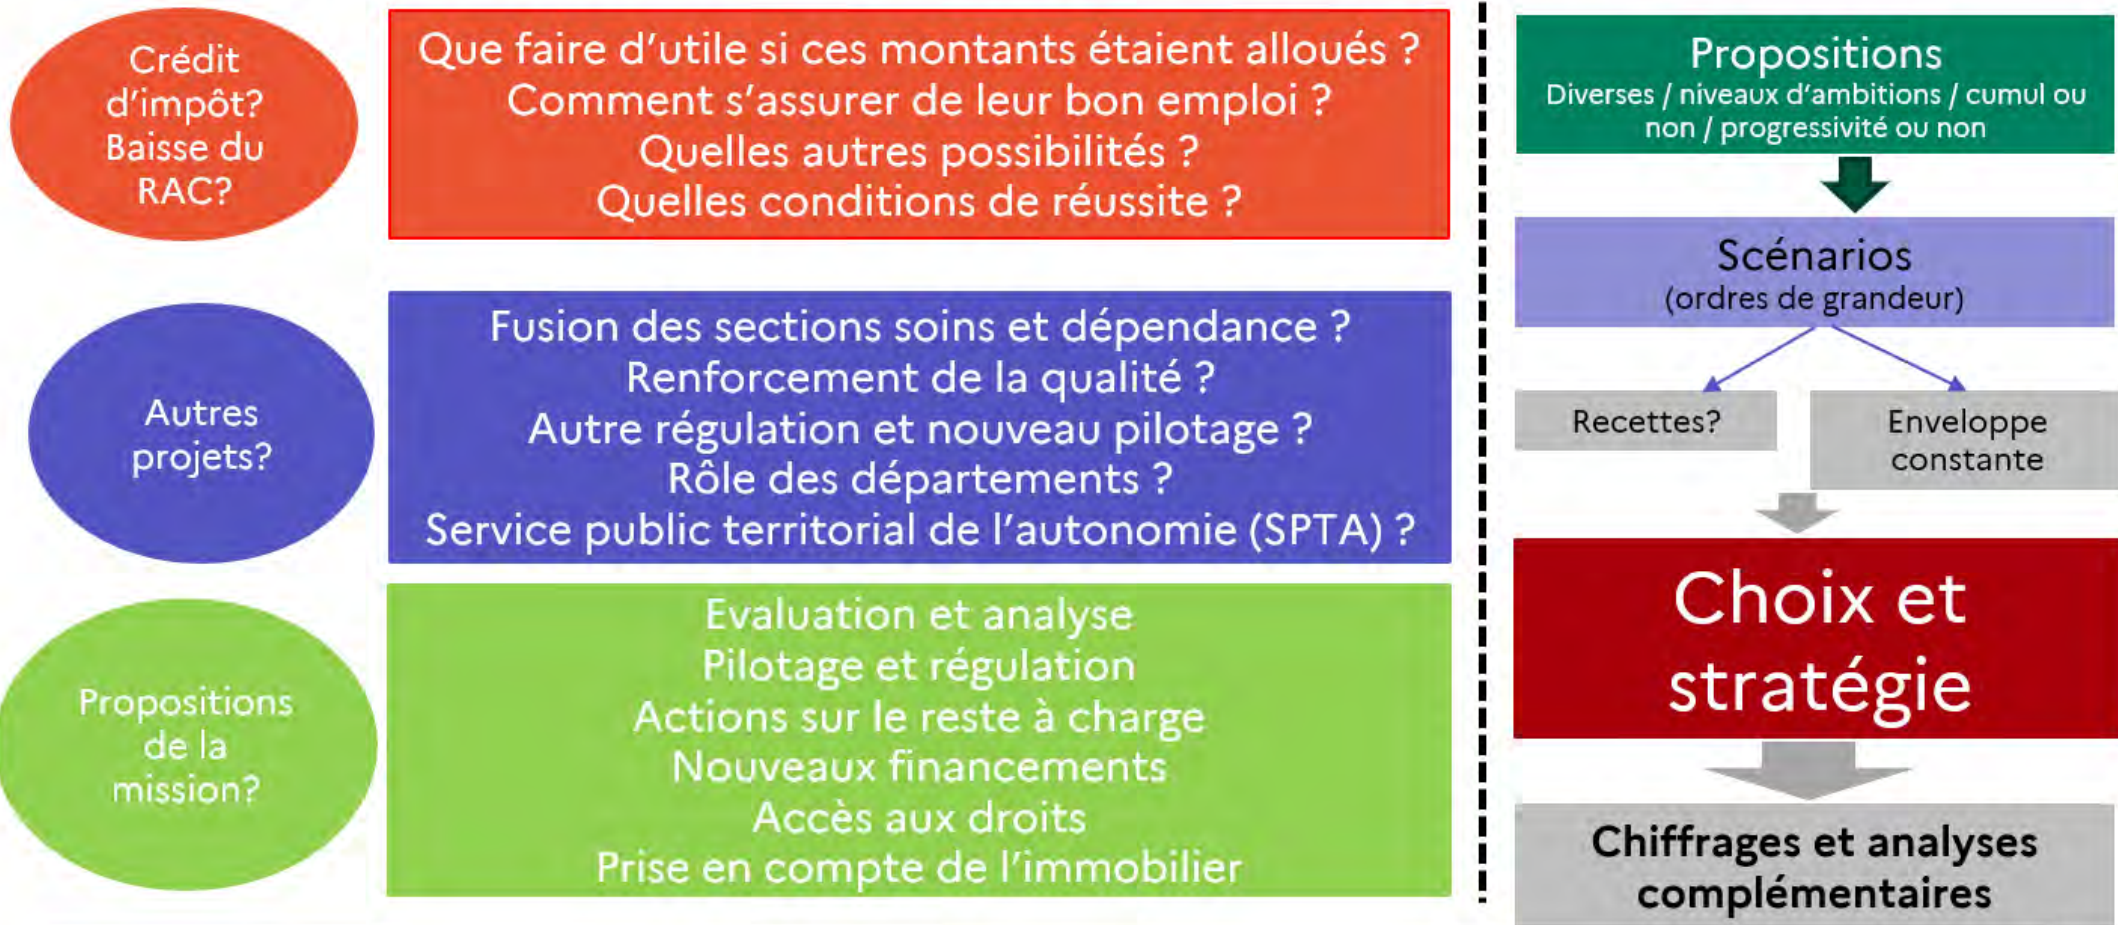 Crédit
d’impôt?
Baisse du
RAC?
Que faire d’utile si ces montants étaient alloués ?
Comment s’assurer de leur bon emploi ?
Quelles autres possibilités ?
Quelles conditions de réussite ?
Autres
projets?
Fusion des sections soins et dépendance ?
Renforcement de la qualité ?
Autre régulation et nouveau pilotage ?
Rôle des départements ?
Service public territorial de l’autonomie (SPTA) ?
Propositions
de la
mission?
Evaluation et analyse
Pilotage et régulation
Actions sur le reste à charge
Nouveaux financements
Accès aux droits
Prise en compte de l’immobilier
Propositions
Diverses / niveaux d’ambitions / cumul ou
non / progressivité ou non
Scénarios
(ordres de grandeur)
Recettes?
Enveloppe
constante
Choix et
stratégie
Chiffrages et analyses
complémentaires